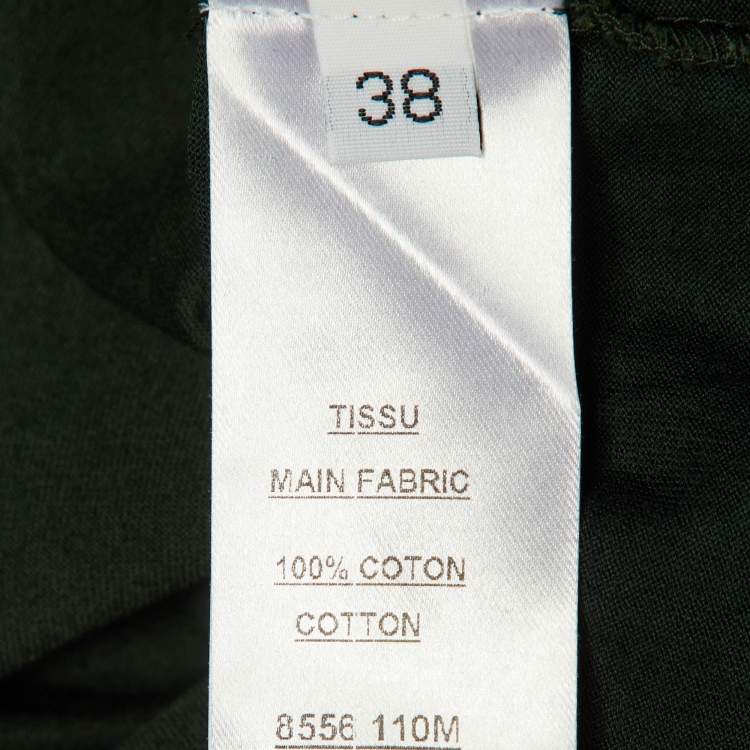 38
TISSU
MAIN FABRIC
100% COTON
COTTON
8556 110M